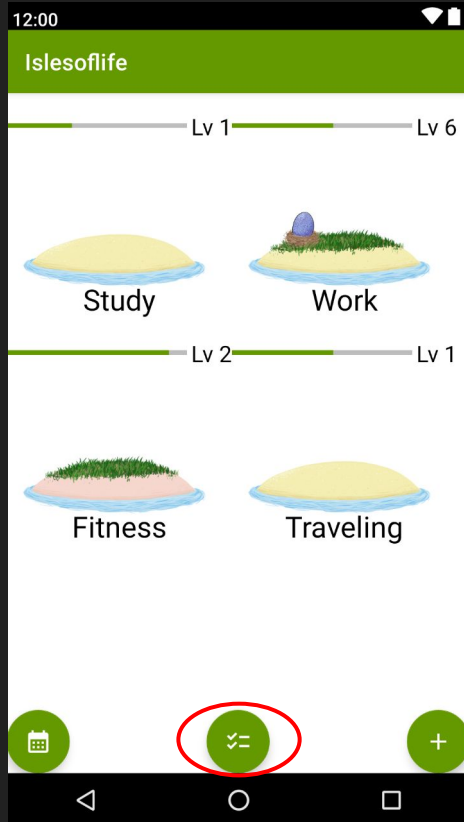 12:00
Islesoflife
Lv 1
Lv 6
Study
Work
Lv 2
Lv 1
Fitness
Traveling